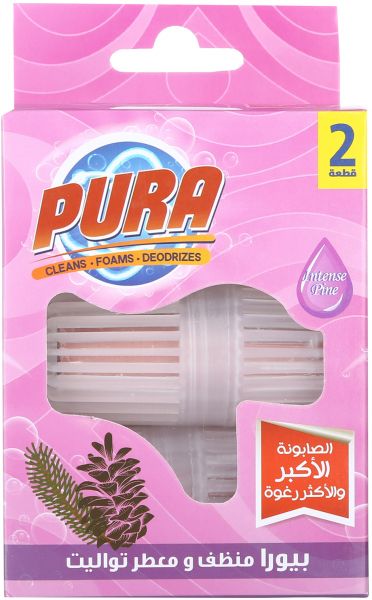 2
قطعة
PURA
CLEANS · FOAMS · DEODRIZES
Intense
Pine
الصابونة
الأكبر
والأكثر رغوة
بيورا منظف و معطر تواليت